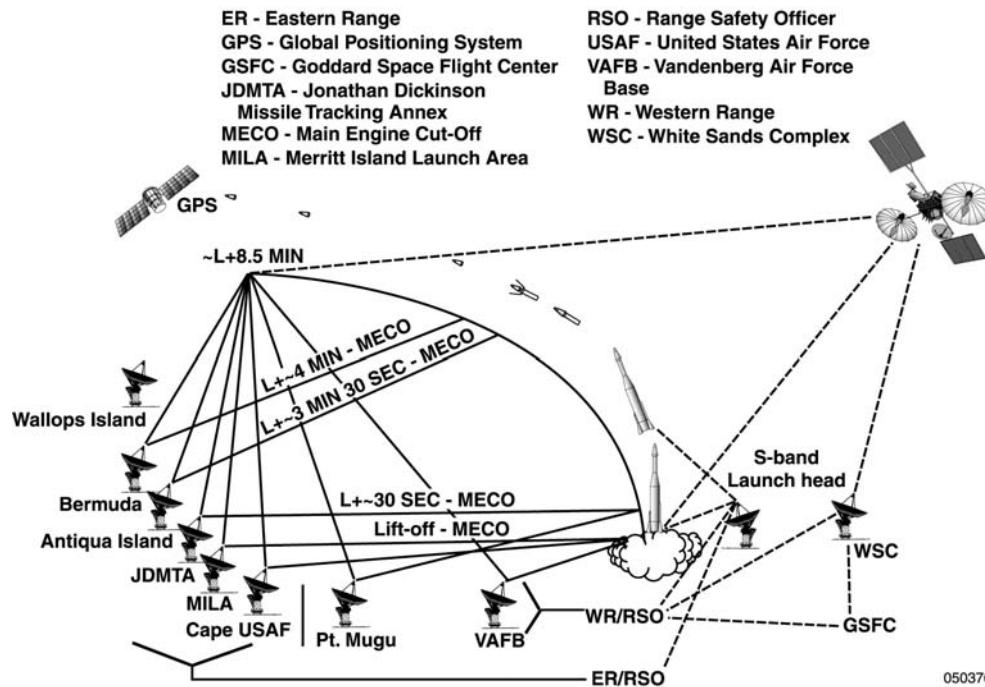 ER - Eastern Range
GPS - Global Positioning System
GSFC - Goddard Space Flight Center
JDMTA - Jonathan Dickinson
Missile Tracking Annex
MECO - Main Engine Cut-Off
MILA - Merritt Island Launch Area
RSO - Range Safety Officer
USAF - United States Air Force
VAFB - Vandenberg Air Force
Base
WR - Western Range
WSC - White Sands Complex
GPS
~L+8.5 MIN
L+~4 MIN - MECO
L+~3 MIN 30 SEC - MECO
Wallops Island
S-band
Launch head
L+~30 SEC - MECO
Bermuda
Lift-off - MECO
Antiqua Island
WSC
JDMTA
MILA
Cape USAF
Pt. Mugu
VAFB
WR/RSO
GSFC
ER/RSO